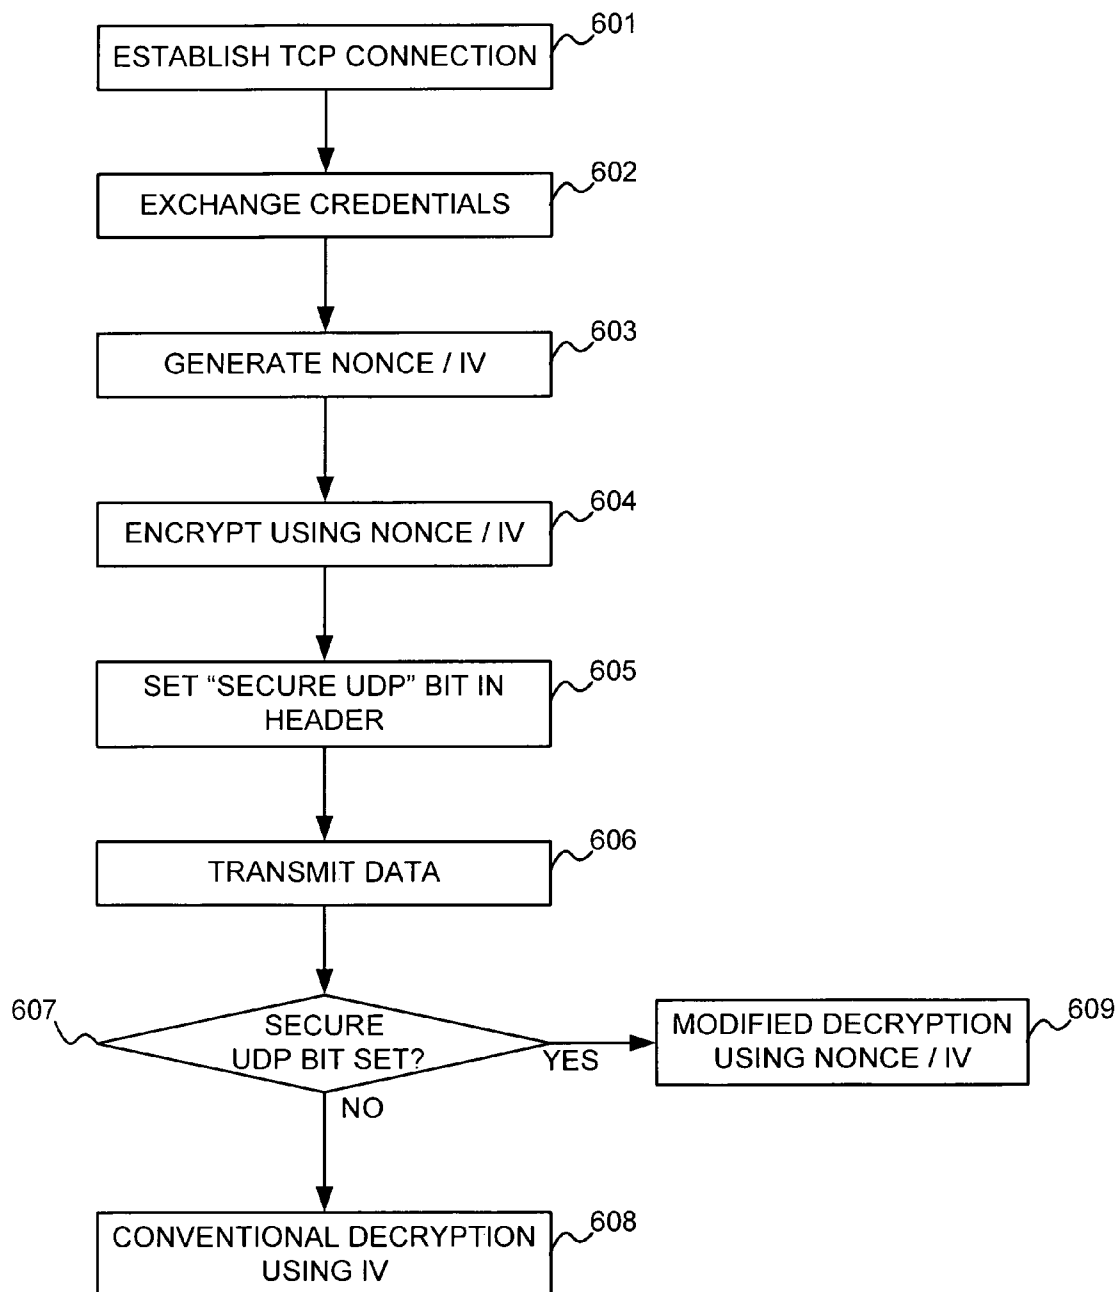 601
ESTABLISH TCP CONNECTION
602
EXCHANGE CREDENTIALS
603
GENERATE NONCE / IV
604
ENCRYPT USING NONCE / IV
605
SET “SECURE UDP” BIT IN
HEADER
606
TRANSMIT DATA
607
SECURE
UDP BIT SET?
YES
NO
609
MODIFIED DECRYPTION
USING NONCE / IV
608
CONVENTIONAL DECRYPTION
USING IV